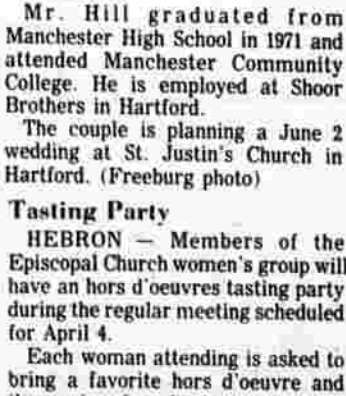 Mr. Hill graduated from
Manchester High School in 1971 and
attended Manchester Community
College. He is employed at Shoor
Brothers in Hartford.
The couple is planning a June 2
wedding at St. Justin's Church in
Hartford. (Freeburg photo)
Tasting Party
HEBRON — Members of the
Episcopal Church women's group will
have an hors d'oeuvres tasting party
during the regular meeting scheduled
for April 4.
Each woman attending is asked to
bring a favorite hors d'oeuvre and